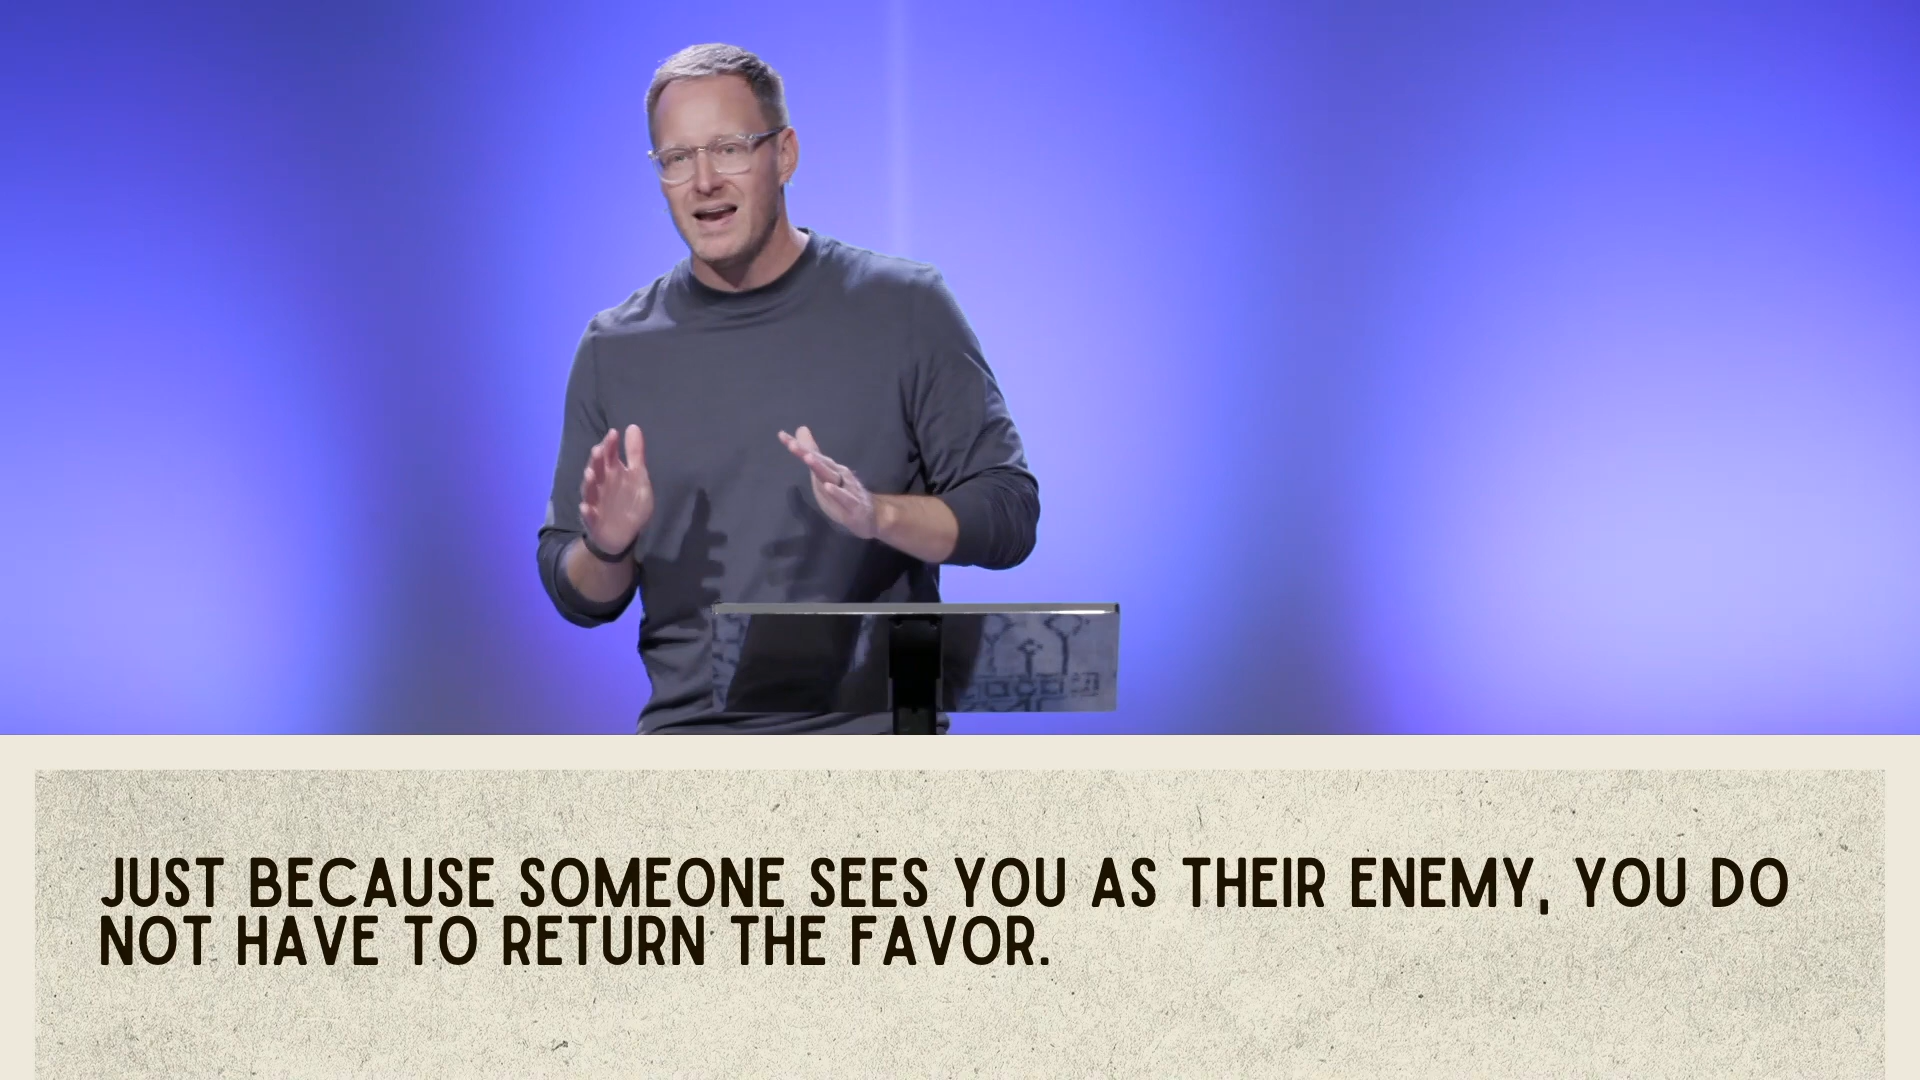 JUST BECAUSE SOMEONE SEES YOU AS THEIR ENEMY, YOU DO
NOT HAVE TO RETURN THE FAVOR.